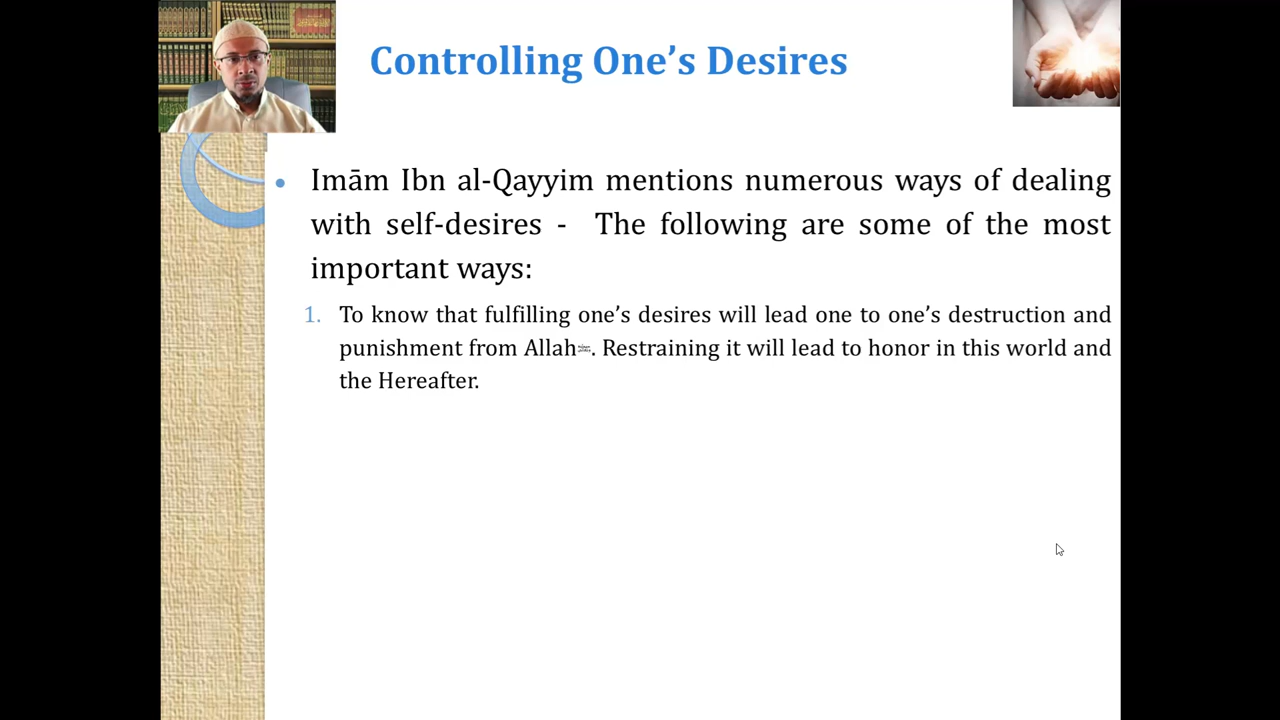 Controlling One’s Desires
• Imām Ibn al-Qayyim mentions numerous ways of dealing
with self-desires - The following are some of the most
important ways:
1. To know that fulfilling one’s desires will lead one to one’s destruction and
punishment from Allah. Restraining it will lead to honor in this world and
the Hereafter.